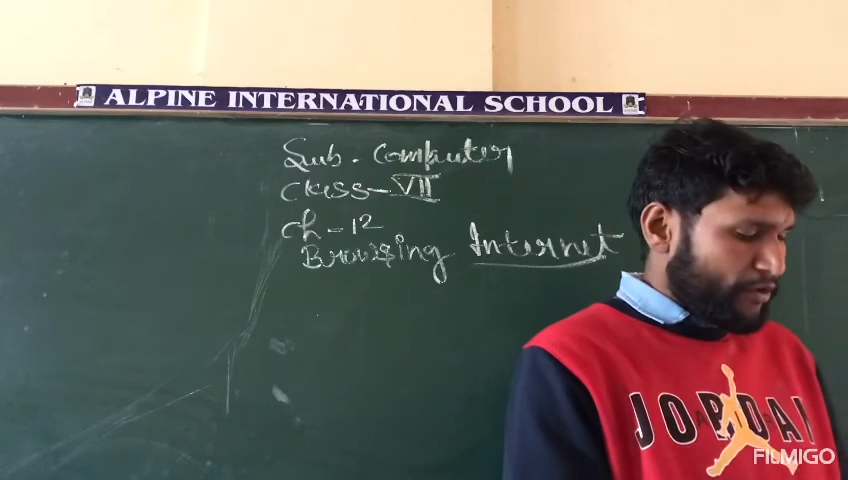 ALPINE INTERNATIONAL SCHOOL
Sub. Computer
Class-VII
Ch-12
Browsing Internet
JORDAN
FILMIGO